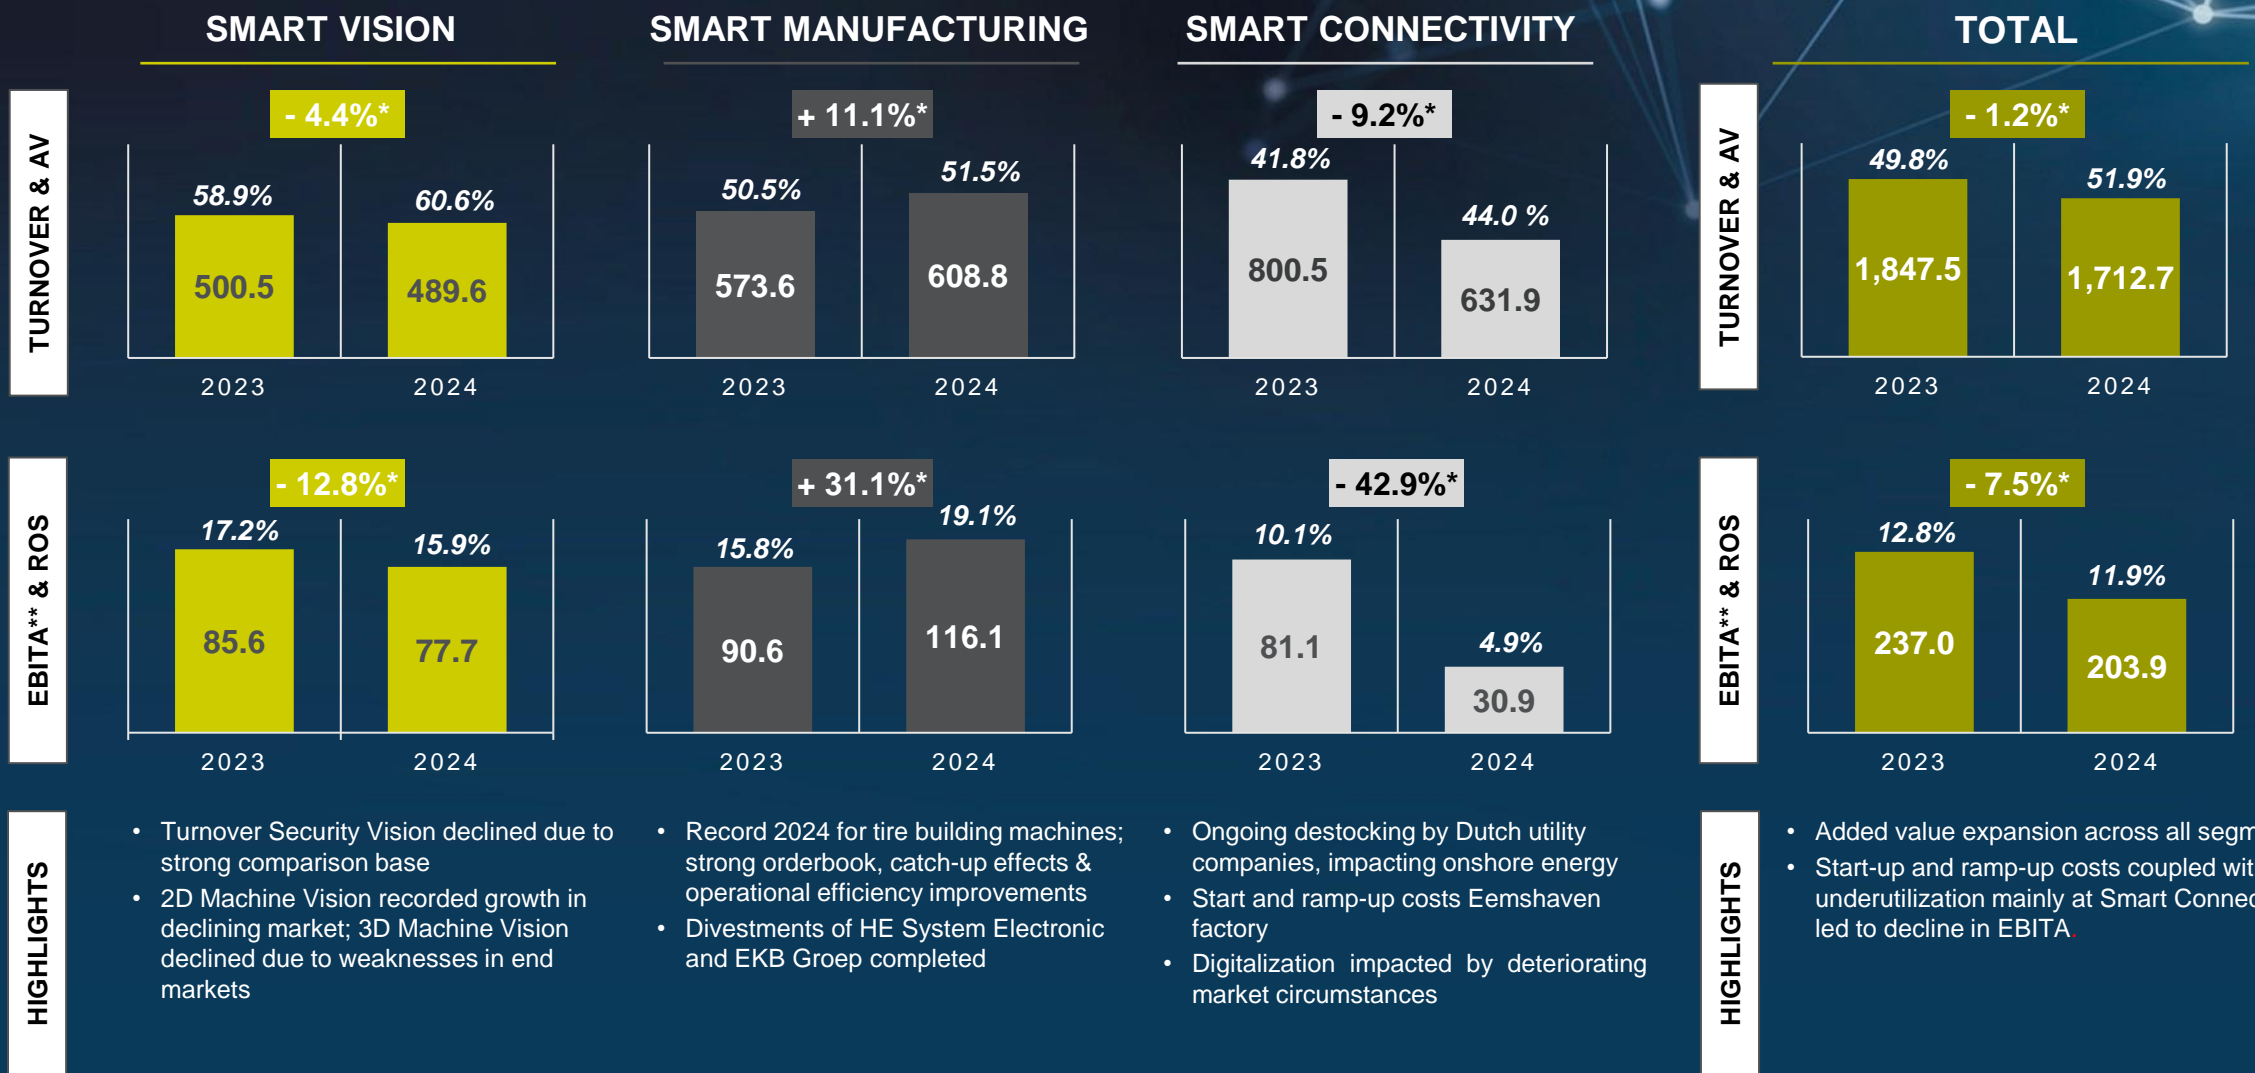 SMART VISION
SMART MANUFACTURING
SMART CONNECTIVITY
TOTAL
TURNOVER & AV
- 4.4%*
58.9%
60.6%
500.5
489.6
2023
2024
+ 11.1%*
50.5%
51.5%
573.6
608.8
2023
2024
- 9.2%*
41.8%
44.0 %
800.5
631.9
2023
2024
TURNOVER & AV
- 1.2%*
49.8%
51.9%
1,847.5
1,712.7
2023
2024
EBITA** & ROS
- 12.8%*
17.2%
15.9%
85.6
77.7
2023
2024
+ 31.1%*
15.8%
19.1%
90.6
116.1
2023
2024
- 42.9%*
10.1%
4.9%
81.1
30.9
2023
2024
EBITA** & ROS
- 7.5%*
12.8%
11.9%
237.0
203.9
2023
2024
HIGHLIGHTS
• Turnover Security Vision declined due to
strong comparison base
• 2D Machine Vision recorded growth in
declining market; 3D Machine Vision
declined due to weaknesses in end
markets
• Record 2024 for tire building machines;
strong orderbook, catch-up effects &
operational efficiency improvements
• Divestments of HE System Electronic
and EKB Groep completed
• Ongoing destocking by Dutch utility
companies, impacting onshore energy
• Start and ramp-up costs Eemshaven
factory
• Digitalization impacted by deteriorating
market circumstances
HIGHLIGHTS
• Added value expansion across all segm
• Start-up and ramp-up costs coupled wit
underutilization mainly at Smart Connec
led to decline in EBITA.